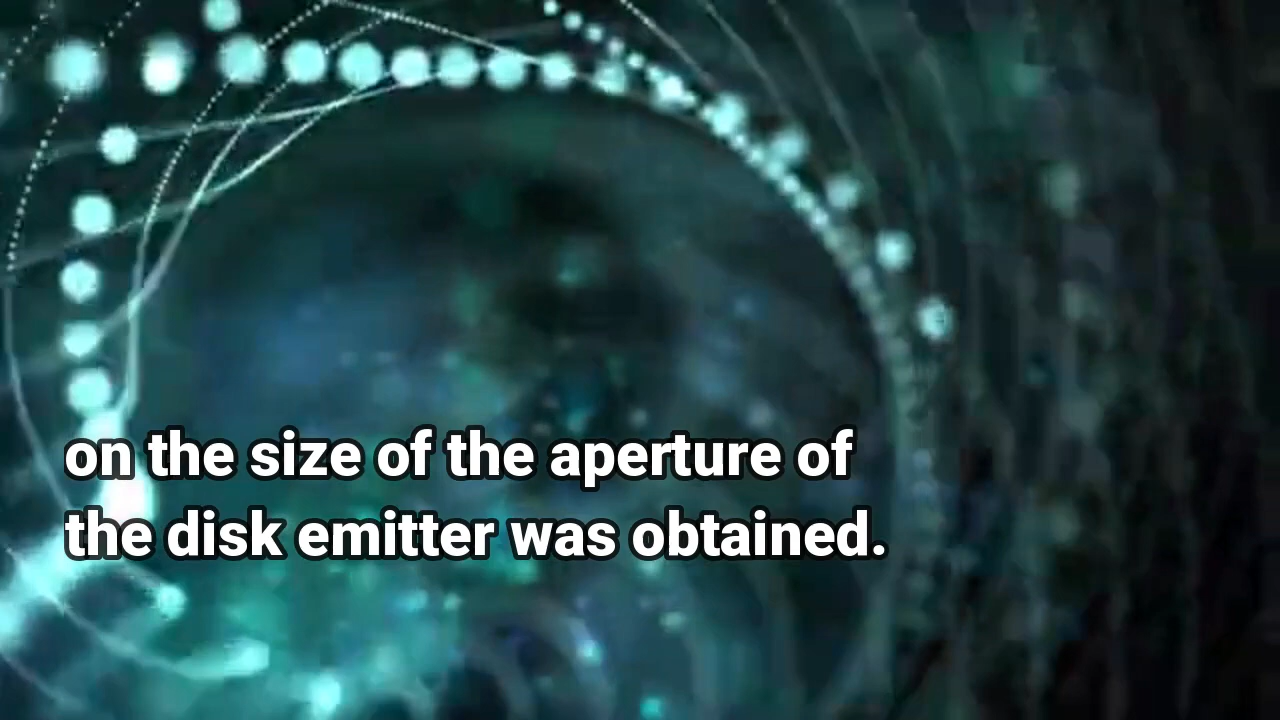 on the size of the aperture of
the disk emitter was obtained.